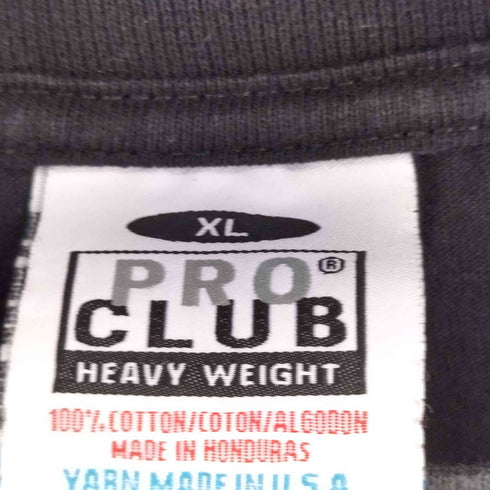 XL
PRO®
CLUB
HEAVY WEIGHT
100% COTTON/COTON/ALGODON
MADE IN HONDURAS
YARN MADE IN U.S.A